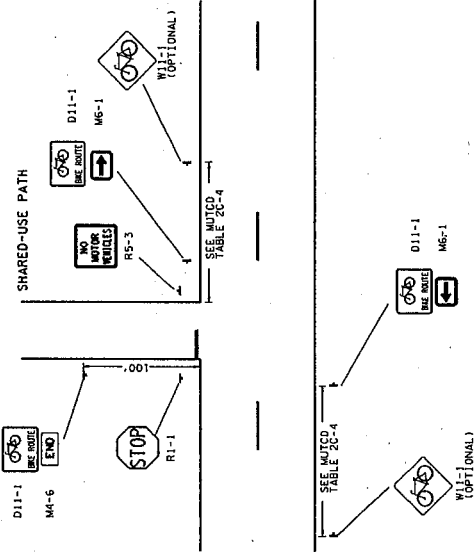 D11-1
BIKE ROUTE
END
M4-6
STOP
R1-1
100'
SHARED-USE PATH
NO
MOTOR
VEHICLES
R5-3
BIKE ROUTE
D11-1
M6-1
W11-1
(OPTIONAL)
SEE MUTCD
TABLE 2C-4
SEE MUTCD
TABLE 2C-4
BIKE ROUTE
D11-1
M6-1
W11-1
(OPTIONAL)